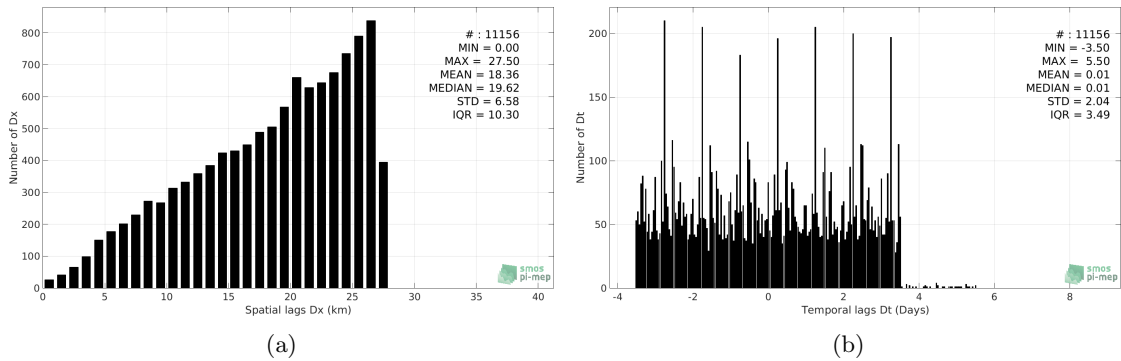 800
700
600
500
400
300
200
100
0
Number of Dx
# : 11156
MIN = 0.00
MAX = 27.50
MEAN = 18.36
MEDIAN = 19.62
STD = 6.58
IQR = 10.30
smos
pi-mep
0 5 10 15 20 25 30 35 40
Spatial lags Dx (km)
(a)
200
150
100
50
0
Number of Dt
# : 11156
MIN = -3.50
MAX = 5.50
MEAN = 0.01
MEDIAN = 0.01
STD = 2.04
IQR = 3.49
smos
pi-mep
-4 -2 0 2 4 6 8
Temporal lags Dt (Days)
(b)